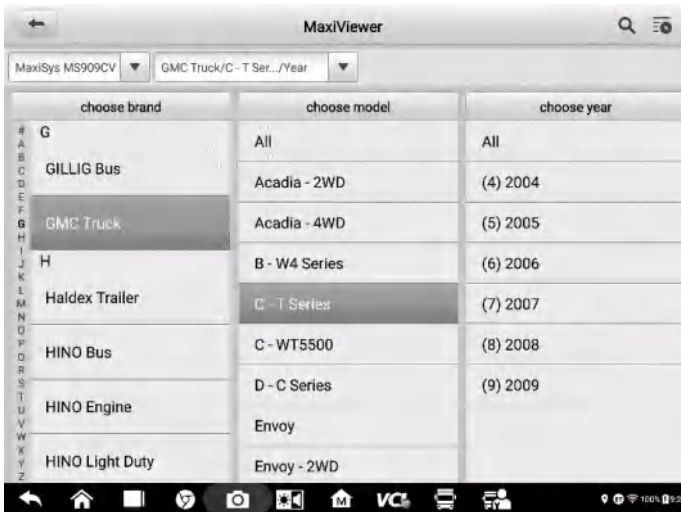 MaxiViewer
MaxiSys MS909CV
GMC Truck/C - T Ser.../Year
choose brand
choose model
choose year
#
A
B
C
D
E
F
G
H
I
J
K
L
M
N
O
P
Q
R
S
T
U
V
W
X
Y
Z
G
GILLIG Bus
GMC Truck
H
Haldex Trailer
HINO Bus
HINO Engine
HINO Light Duty
All
Acadia - 2WD
Acadia - 4WD
B - W4 Series
C - T Series
C - WT5500
D - C Series
Envoy
Envoy - 2WD
All
(4) 2004
(5) 2005
(6) 2006
(7) 2007
(8) 2008
(9) 2009
M
VCI
100%